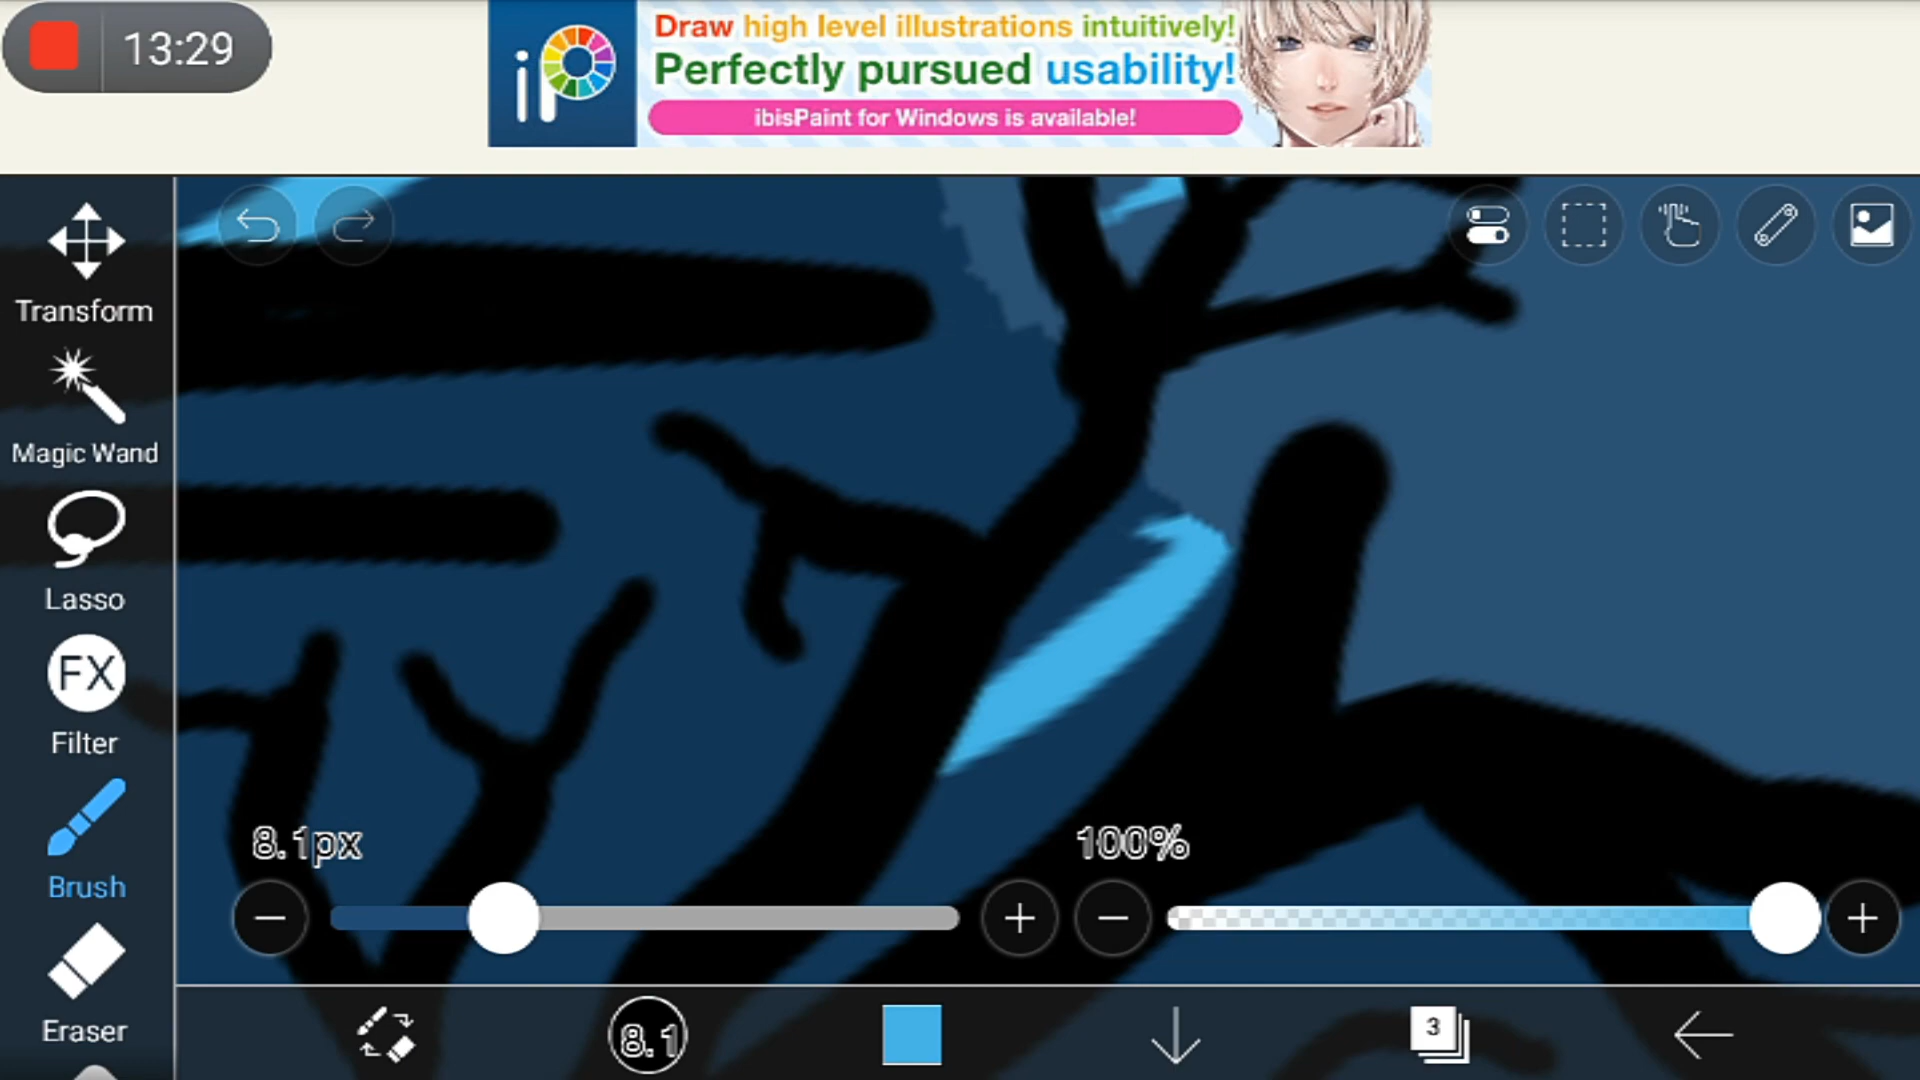 13:29
iP
Draw high level illustrations intuitively!
Perfectly pursued usability!
ibisPaint for Windows is available!
Transform
Magic Wand
Lasso
FX
Filter
Brush
Eraser
8.1px
100%
8.1
3